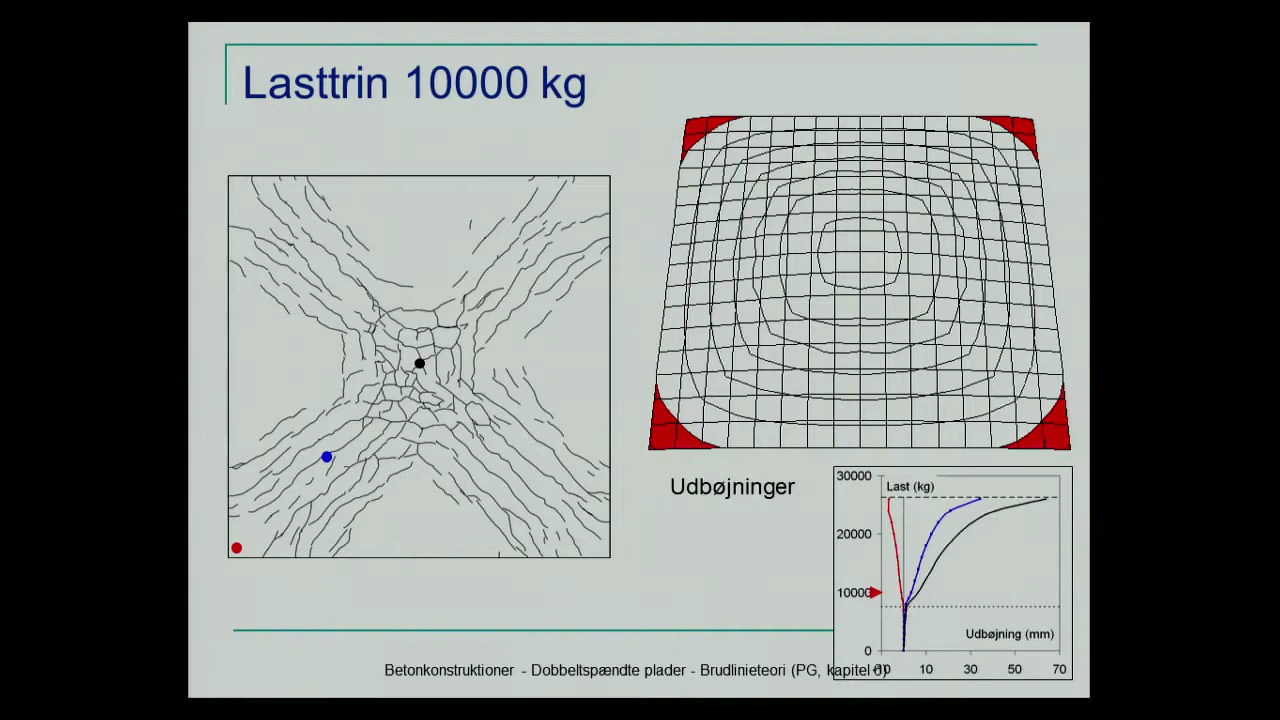 Lasttrin 10000 kg
Udbøjninger
30000
Last (kg)
20000
10000
Udbøjning (mm)
0
-10 10 30 50 70
Betonkonstruktioner - Dobbeltspændte plader - Brudlinieteori (PG, kapitel 6)